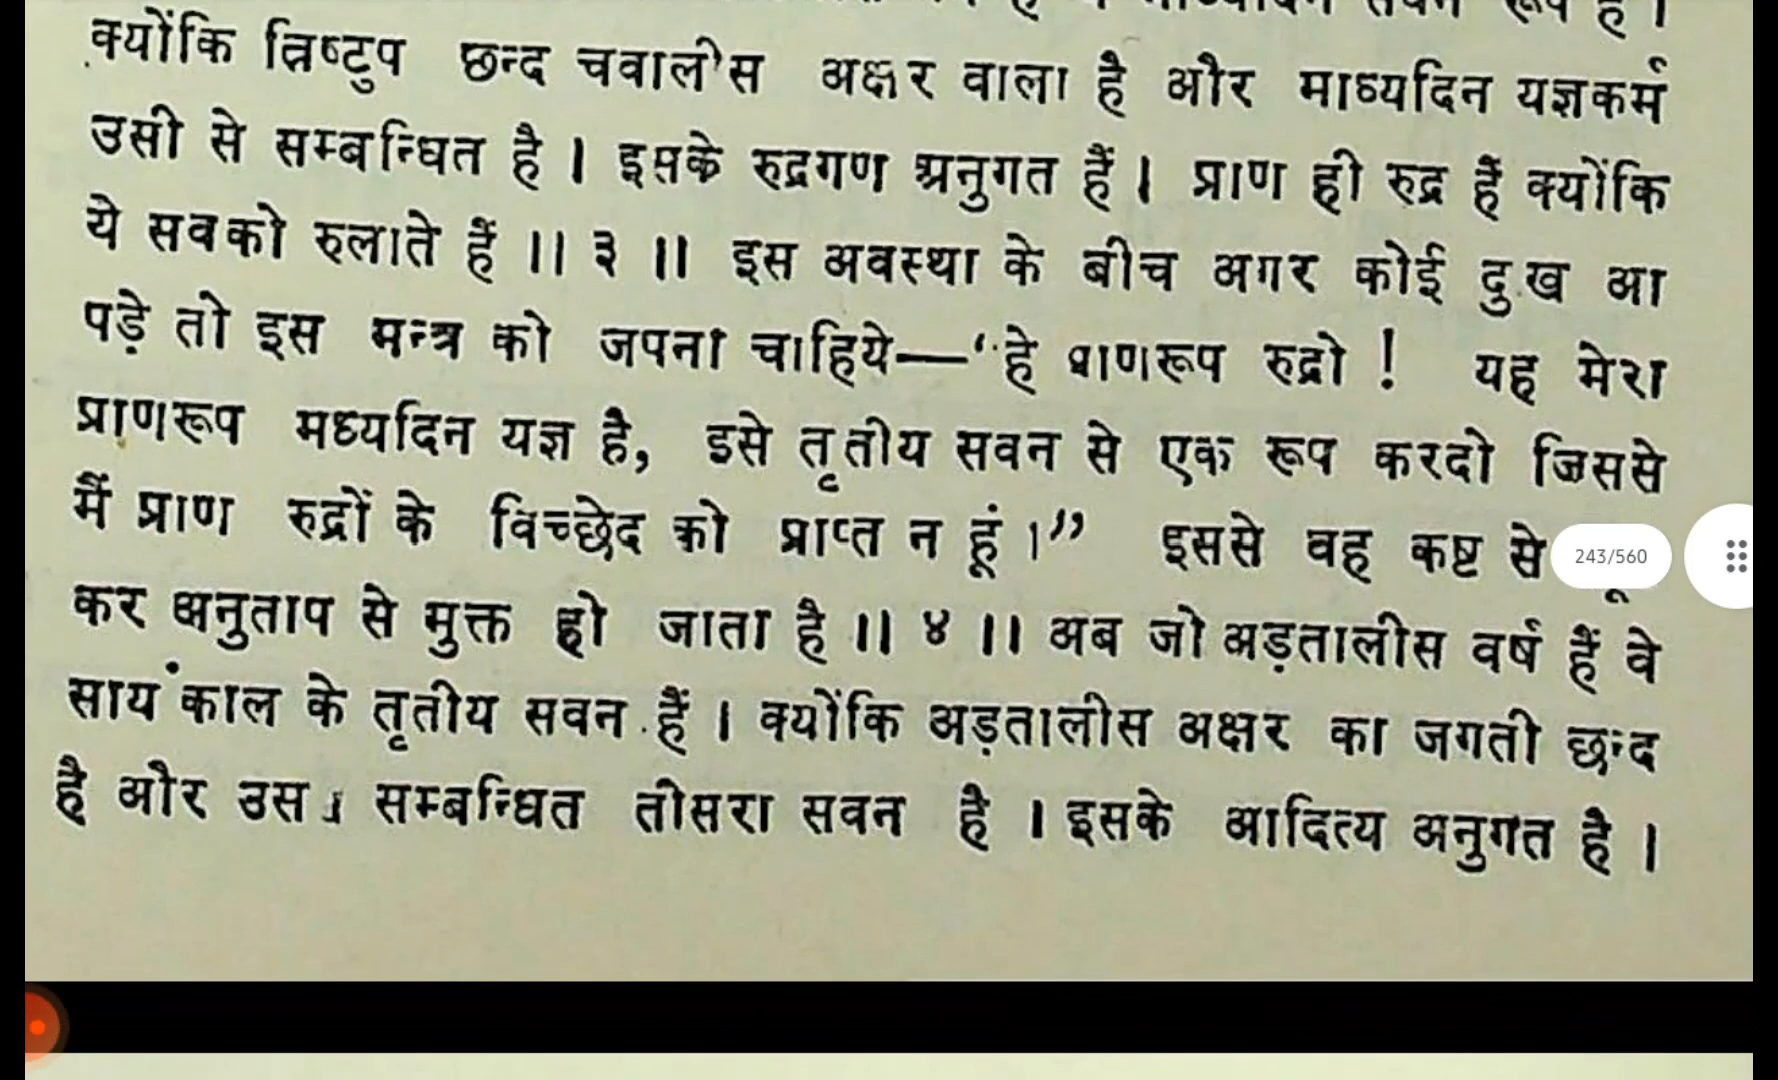 क्योंकि त्रिष्टुप छन्द चवालीस अक्षर वाला है और माध्यदिन यज्ञकर्म
उसी से सम्बन्धित है । इसके रुद्रगण अनुगत हैं । प्राण ही रुद्र हैं क्योंकि
ये सबको रुलाते हैं ॥ ३ ॥ इस अवस्था के बीच अगर कोई दुख आ
पड़े तो इस मन्त्र को जपना चाहिये—"हे प्राणरूप रुद्रो ! यह मेरा
प्राणरूप मध्यदिन यज्ञ है, इसे तृतीय सवन से एक रूप करदो जिससे
मैं प्राण रुद्रों के विच्छेद को प्राप्त न हूं ।" इससे वह कष्ट से
243/560
कर अनुताप से मुक्त हो जाता है ॥ ४ ॥ अब जो अड़तालीस वर्ष हैं वे
सायंकाल के तृतीय सवन हैं । क्योंकि अड़तालीस अक्षर का जगती छन्द
है और उस सम्बन्धित तीसरा सवन है । इसके आदित्य अनुगत है ।